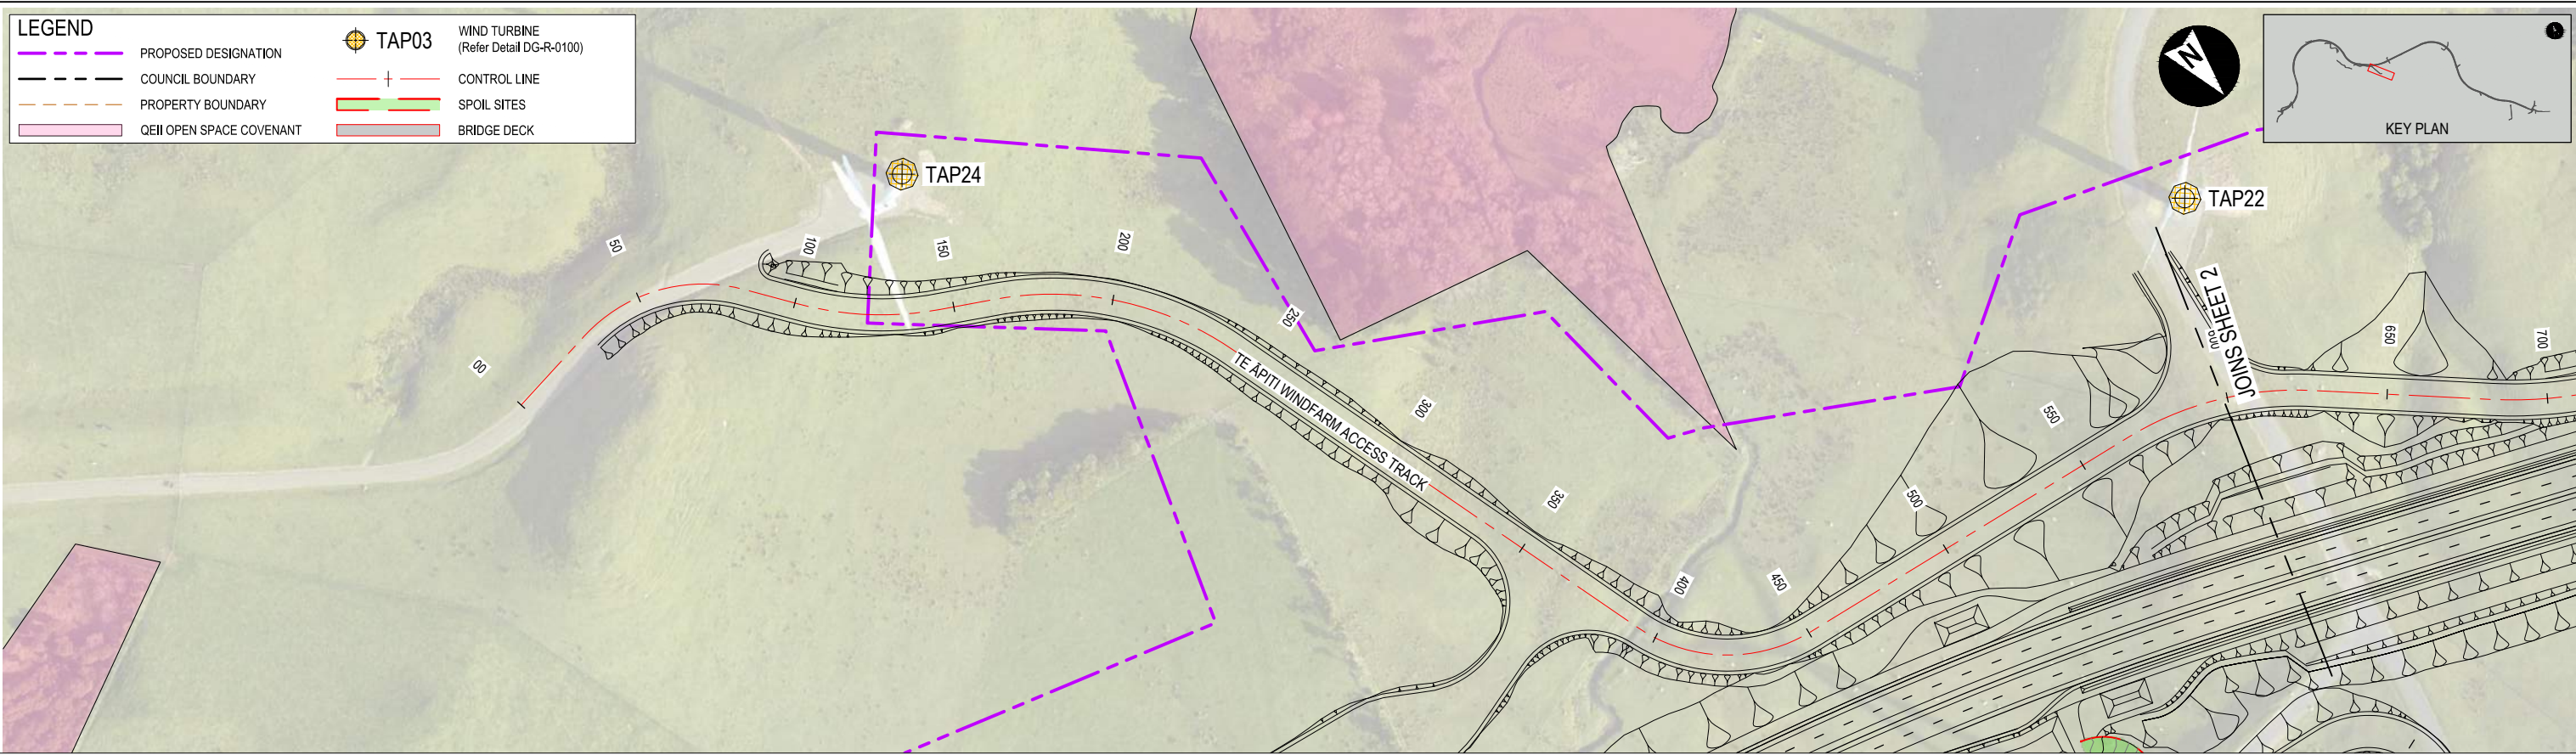 LEGEND
PROPOSED DESIGNATION
COUNCIL BOUNDARY
PROPERTY BOUNDARY
QEII OPEN SPACE COVENANT
TAP03
WIND TURBINE
(Refer Detail DG-R-0100)
CONTROL LINE
SPOIL SITES
BRIDGE DECK
N
KEY PLAN
TAP24
TAP22
00
50
100
150
200
250
300
350
400
450
500
550
650
700
TE ĀPITI WINDFARM ACCESS TRACK
JOINS SHEET 2